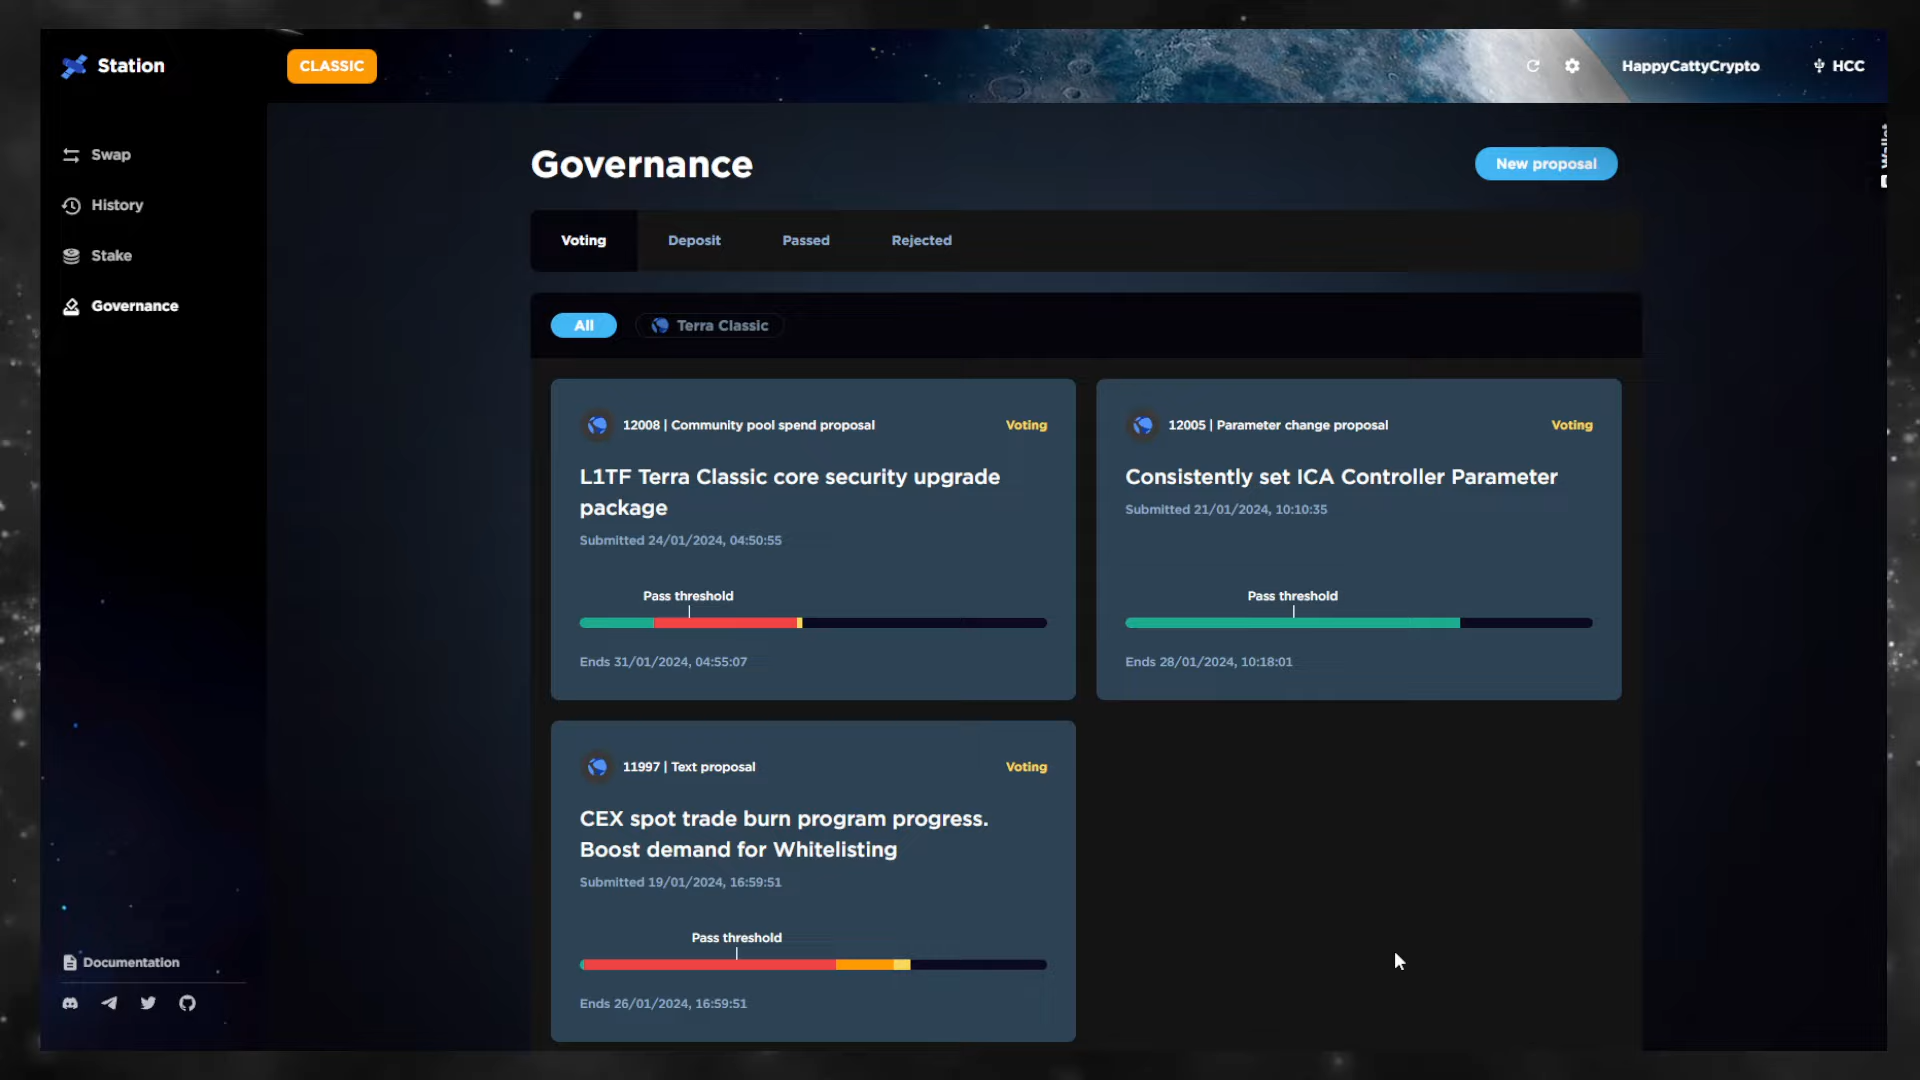 Station
CLASSIC
HappyCattyCrypto
HCC
Swap
History
Stake
Governance
Documentation
Governance
New proposal
Wallet
Voting
Deposit
Passed
Rejected
All
Terra Classic
12008 | Community pool spend proposal
Voting
L1TF Terra Classic core security upgrade
package
Submitted 24/01/2024, 04:50:55
Pass threshold
Ends 31/01/2024, 04:55:07
12005 | Parameter change proposal
Voting
Consistently set ICA Controller Parameter
Submitted 21/01/2024, 10:10:35
Pass threshold
Ends 28/01/2024, 10:18:01
11997 | Text proposal
Voting
CEX spot trade burn program progress.
Boost demand for Whitelisting
Submitted 19/01/2024, 16:59:51
Pass threshold
Ends 26/01/2024, 16:59:51